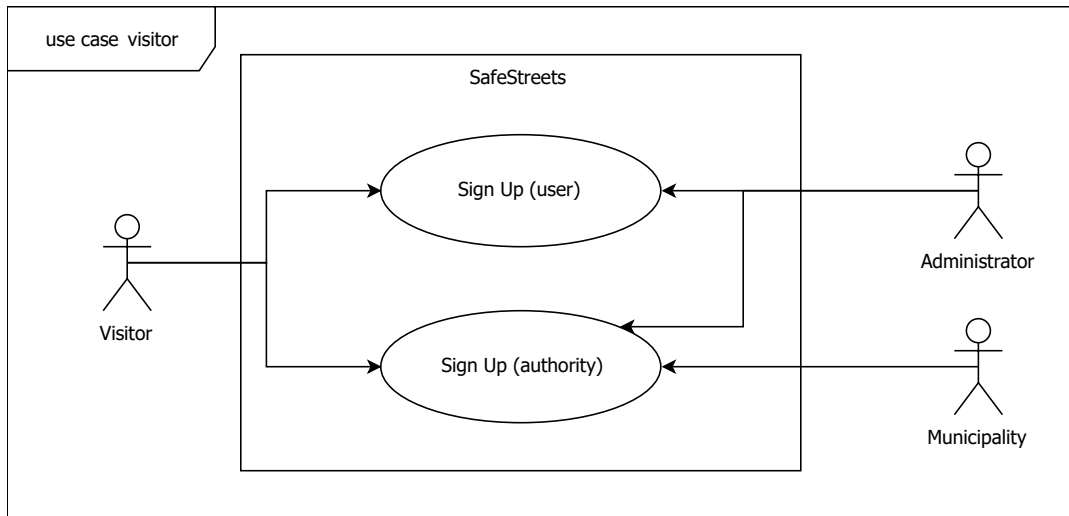 use case visitor
SafeStreets
Sign Up (user)
Administrator
Visitor
Sign Up (authority)
Municipality